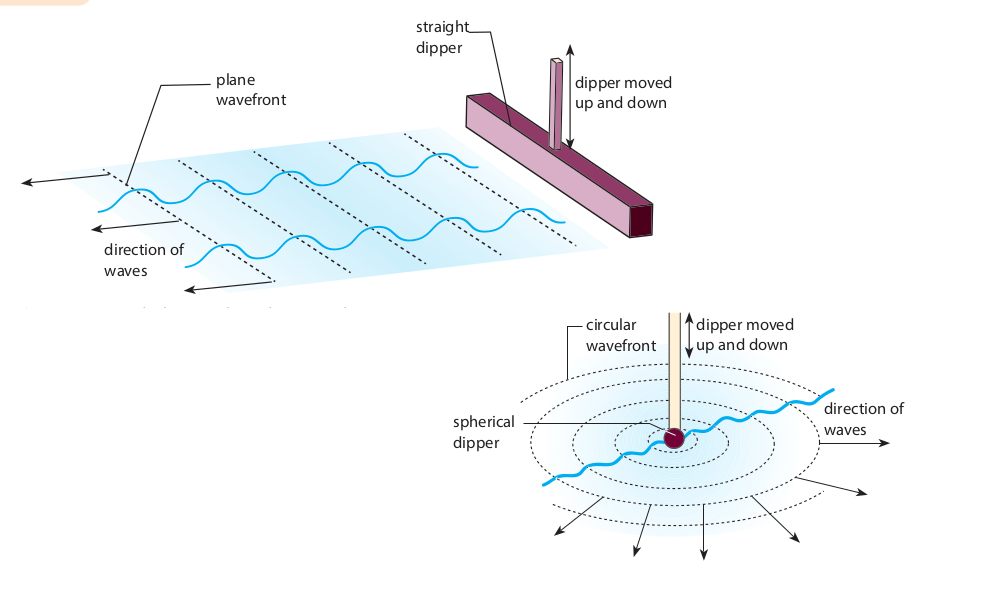 straight
dipper
dipper moved
up and down
plane
wavefront
direction of
waves
circular
wavefront
dipper moved
up and down
spherical
dipper
direction of
waves